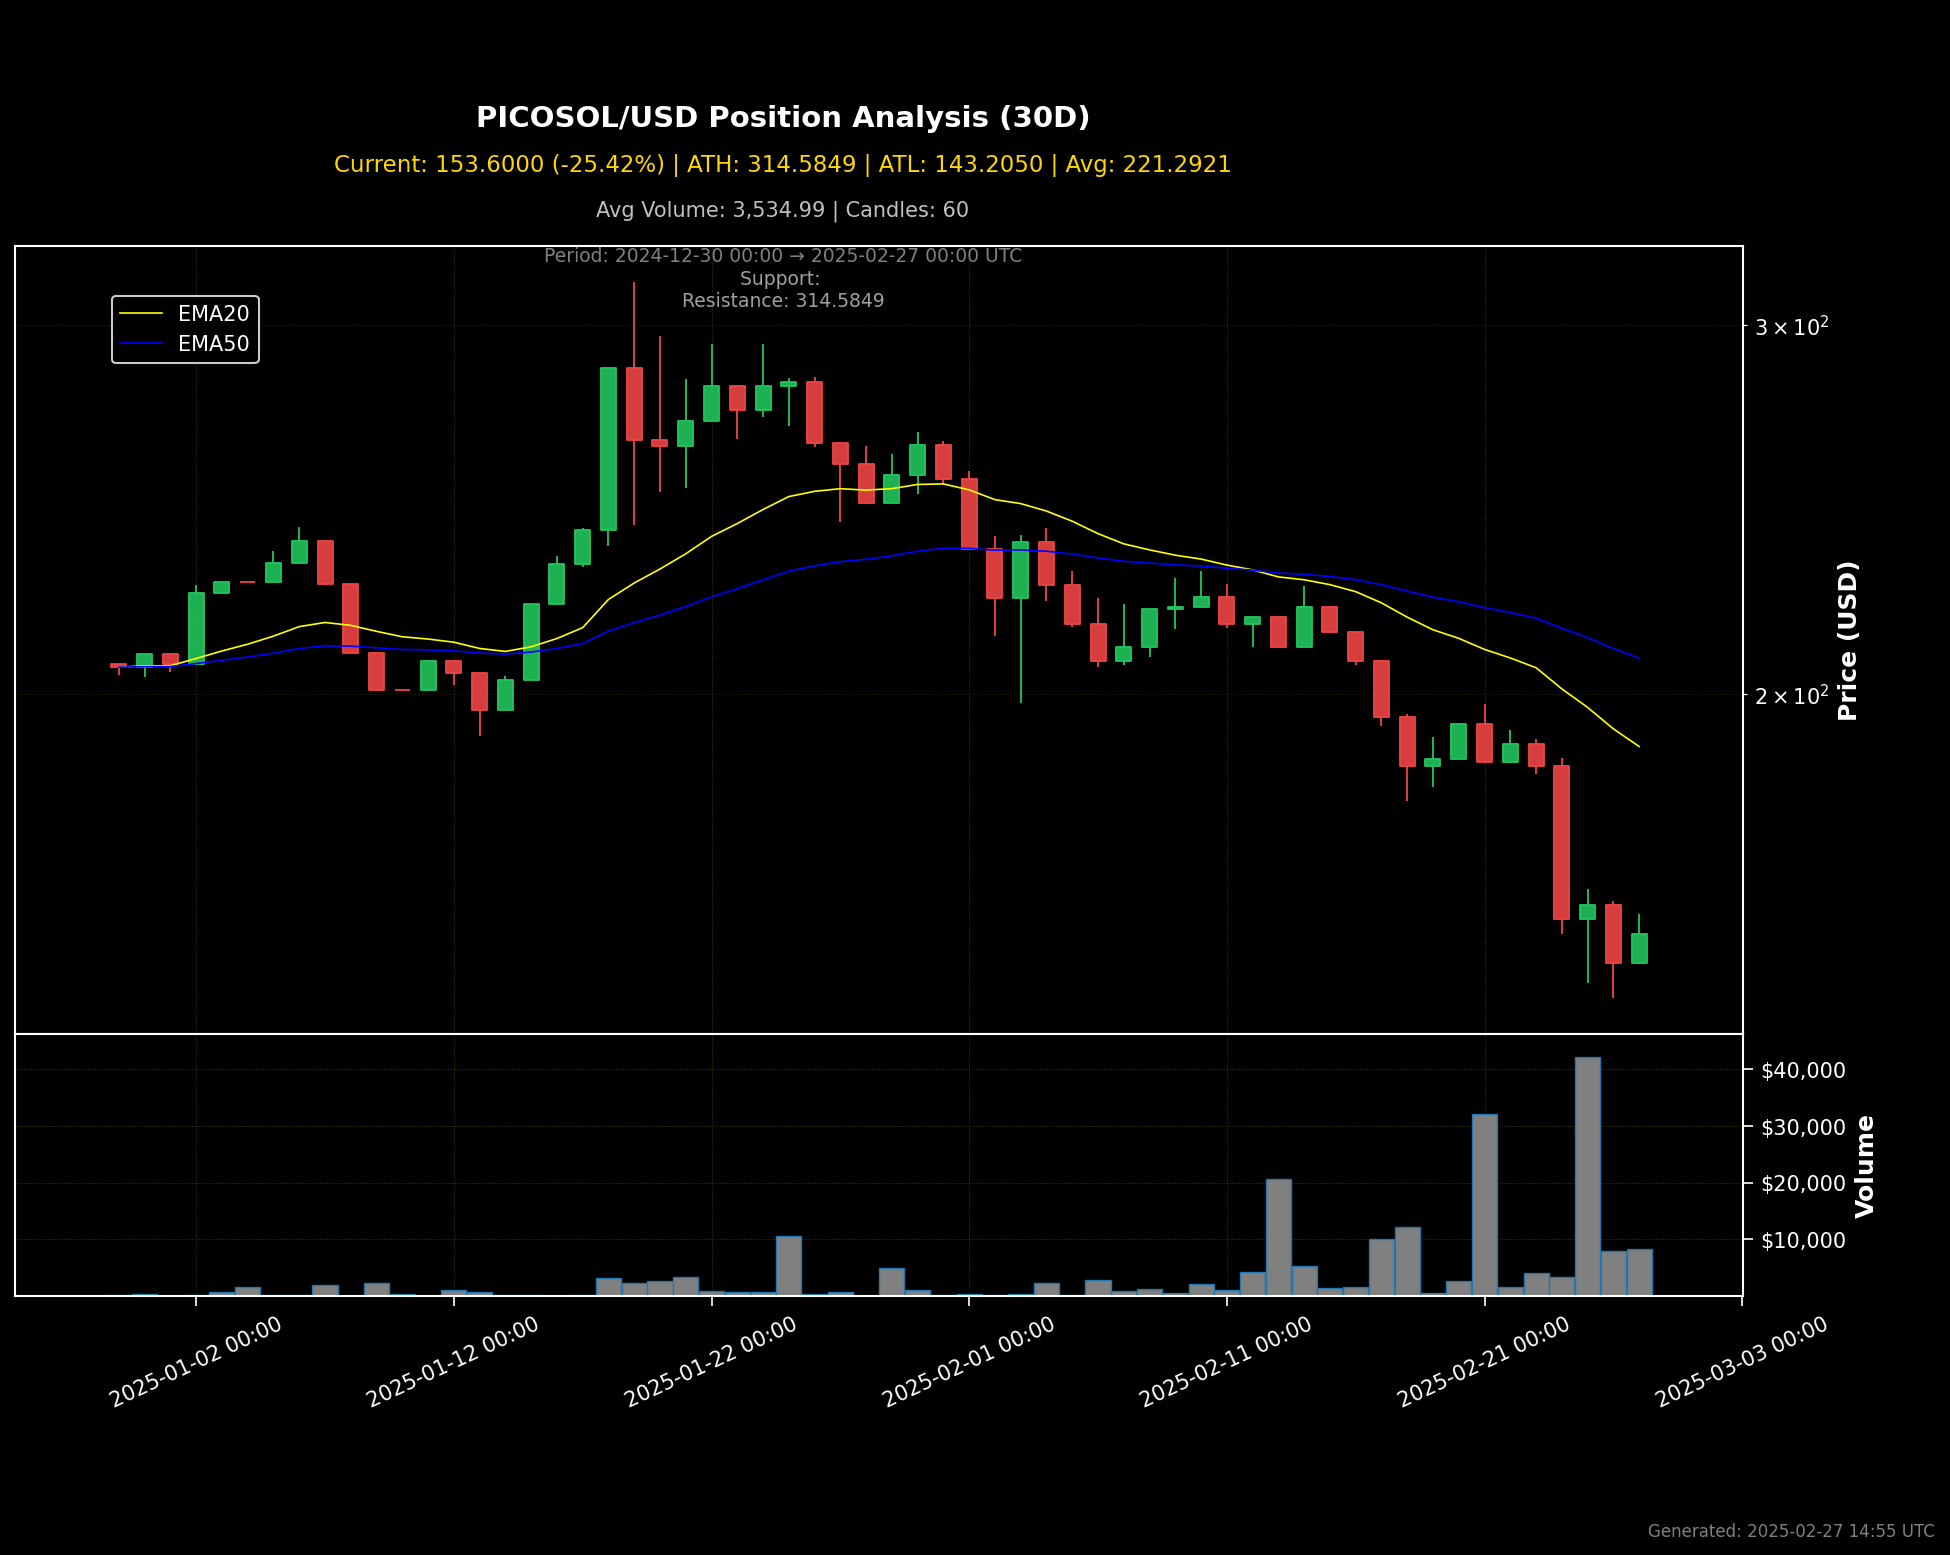 PICOSOL/USD Position Analysis (30D)
Current: 153.6000 (-25.42%) | ATH: 314.5849 | ATL: 143.2050 | Avg: 221.2921
Avg Volume: 3,534.99 | Candles: 60
Period: 2024-12-30 00:00 → 2025-02-27 00:00 UTC
Support:
Resistance: 314.5849
EMA20
EMA50
3 × 10²
2 × 10²
Price (USD)
$40,000
$30,000
$20,000
$10,000
Volume
2025-01-02 00:00
2025-01-12 00:00
2025-01-22 00:00
2025-02-01 00:00
2025-02-11 00:00
2025-02-21 00:00
2025-03-03 00:00
Generated: 2025-02-27 14:55 UTC